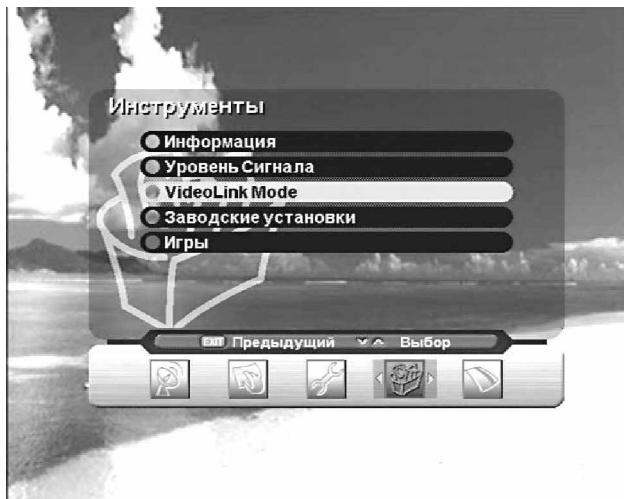 Инструменты
Информация
Уровень Сигнала
VideoLink Mode
Заводские установки
Игры
EXIT Предыдущий Выбор